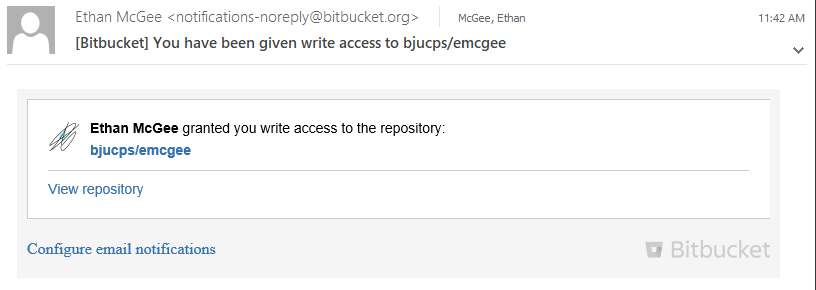 Ethan McGee <notifications-noreply@bitbucket.org>
McGee, Ethan
11:42 AM
[Bitbucket] You have been given write access to bjucps/emcgee
Ethan McGee granted you write access to the repository:
bjucps/emcgee
View repository
Configure email notifications
Bitbucket